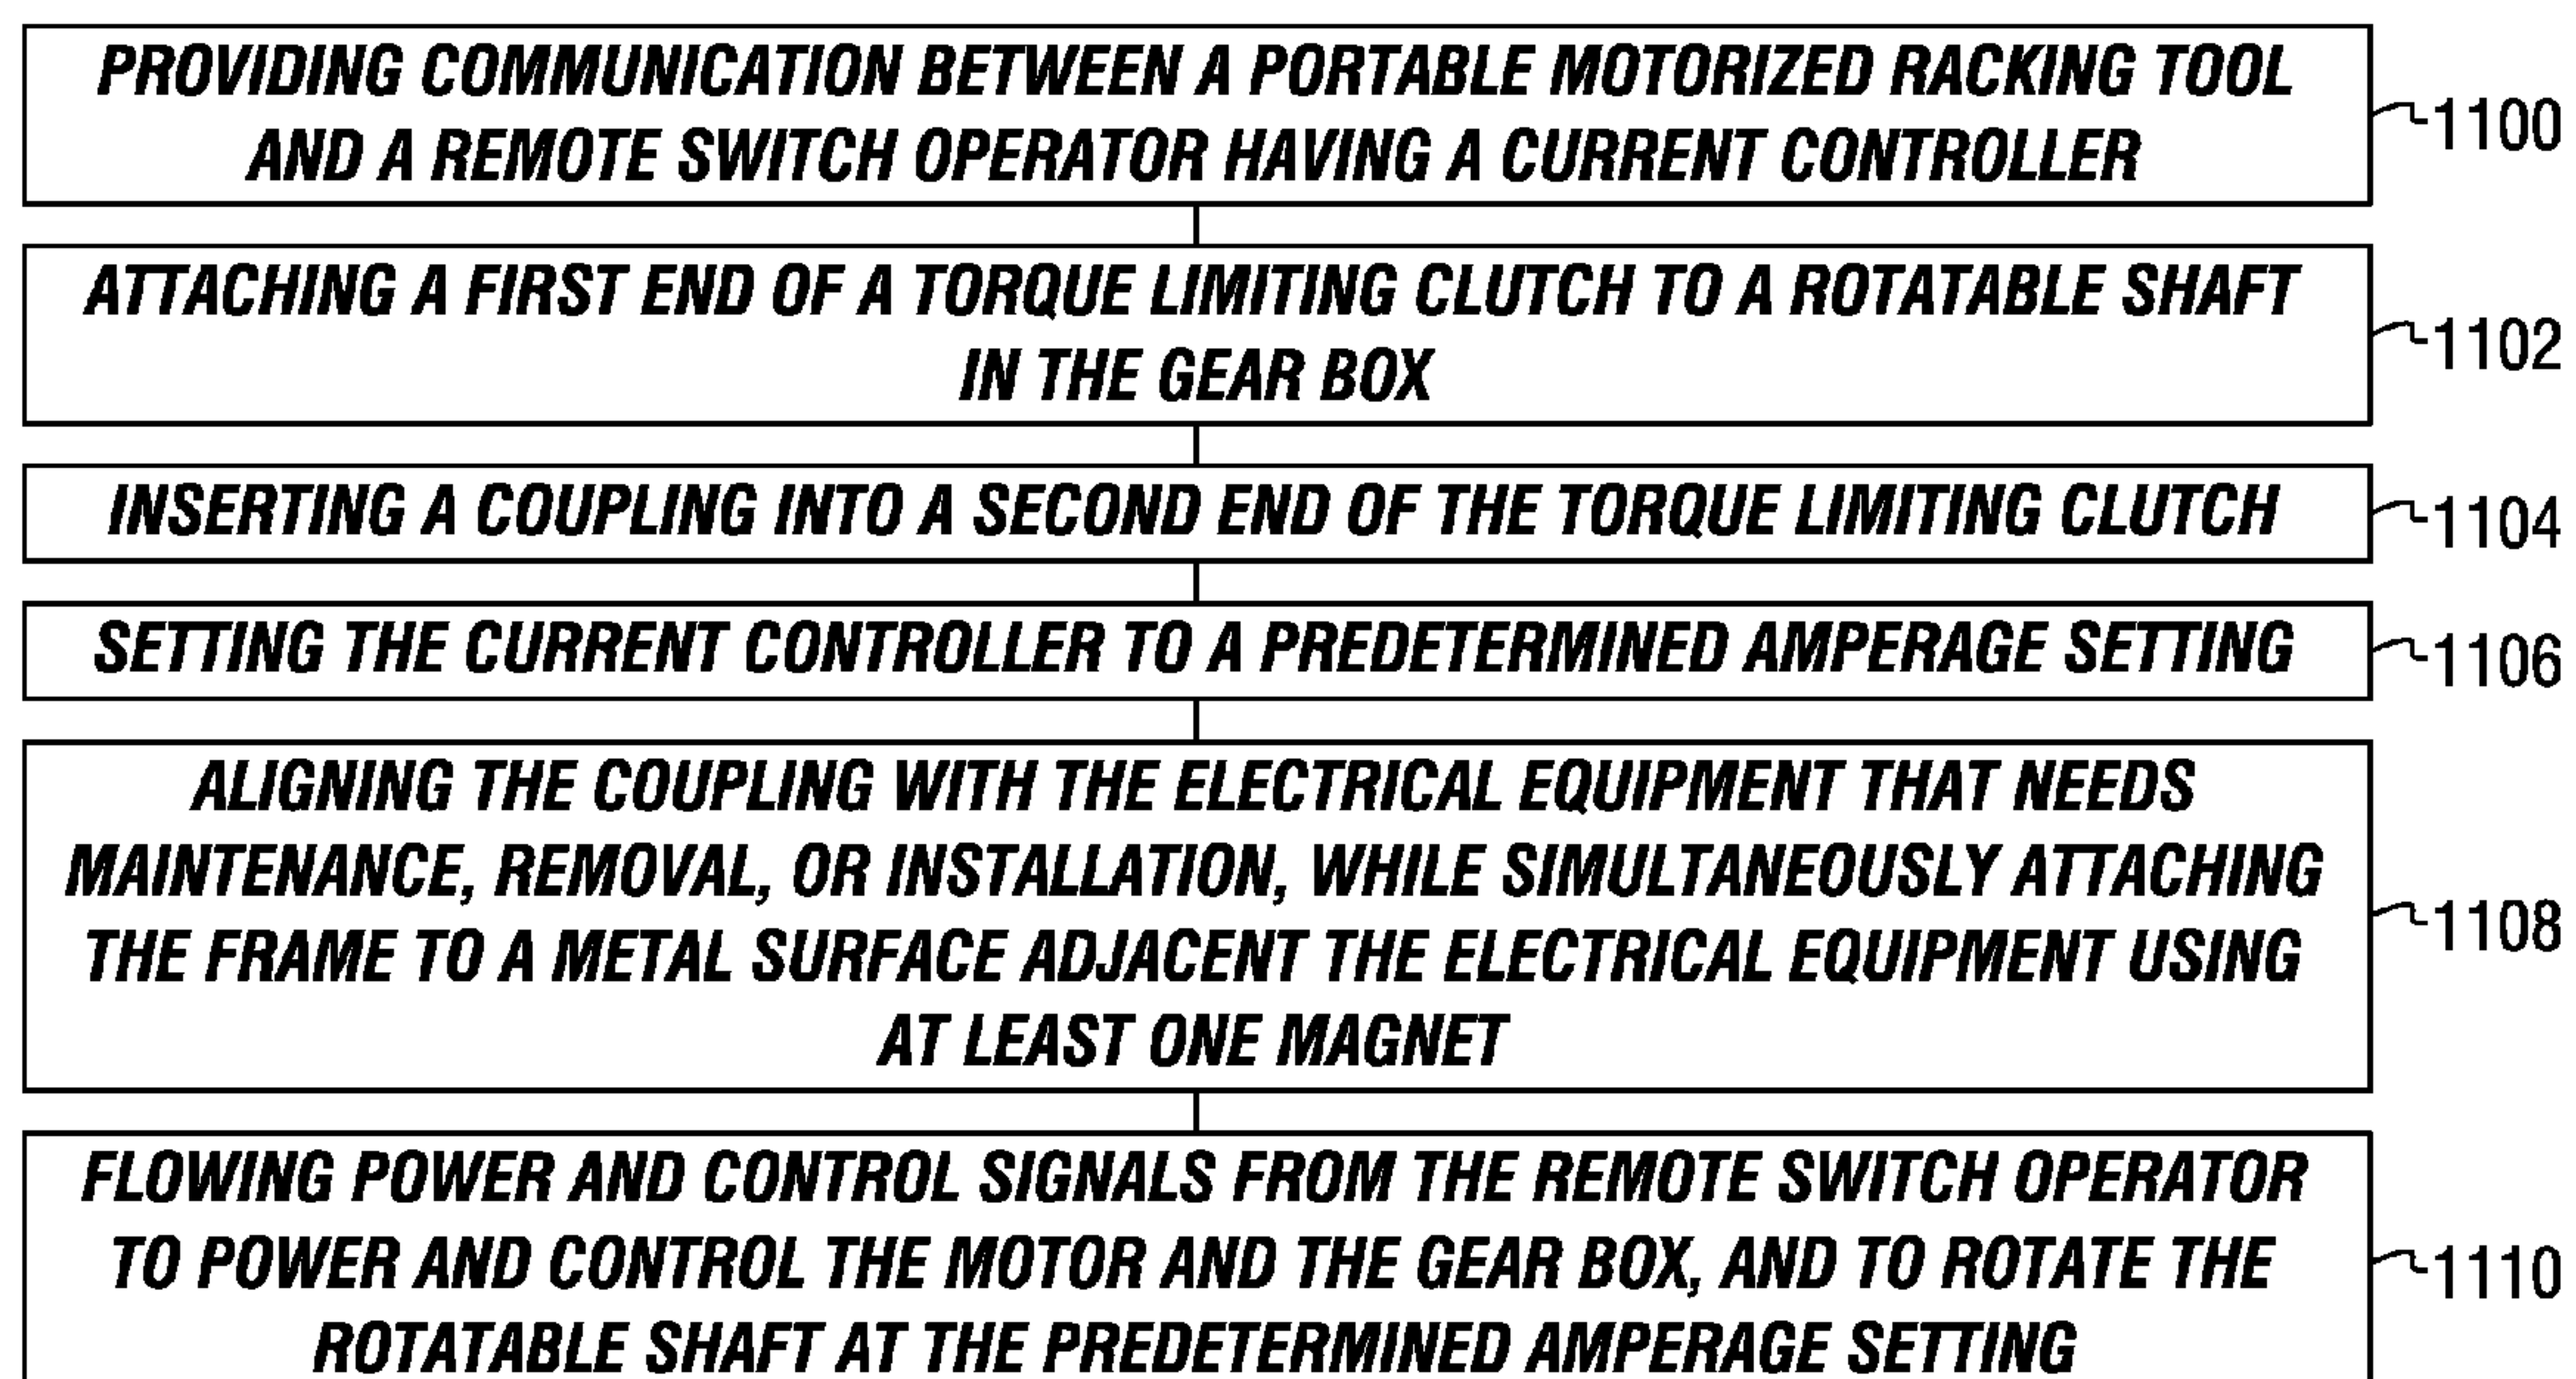 PROVIDING COMMUNICATION BETWEEN A PORTABLE MOTORIZED RACKING TOOL
AND A REMOTE SWITCH OPERATOR HAVING A CURRENT CONTROLLER
1100
ATTACHING A FIRST END OF A TORQUE LIMITING CLUTCH TO A ROTATABLE SHAFT
IN THE GEAR BOX
1102
INSERTING A COUPLING INTO A SECOND END OF THE TORQUE LIMITING CLUTCH
1104
SETTING THE CURRENT CONTROLLER TO A PREDETERMINED AMPERAGE SETTING
1106
ALIGNING THE COUPLING WITH THE ELECTRICAL EQUIPMENT THAT NEEDS
MAINTENANCE, REMOVAL, OR INSTALLATION, WHILE SIMULTANEOUSLY ATTACHING
THE FRAME TO A METAL SURFACE ADJACENT THE ELECTRICAL EQUIPMENT USING
AT LEAST ONE MAGNET
1108
FLOWING POWER AND CONTROL SIGNALS FROM THE REMOTE SWITCH OPERATOR
TO POWER AND CONTROL THE MOTOR AND THE GEAR BOX, AND TO ROTATE THE
ROTATABLE SHAFT AT THE PREDETERMINED AMPERAGE SETTING
1110